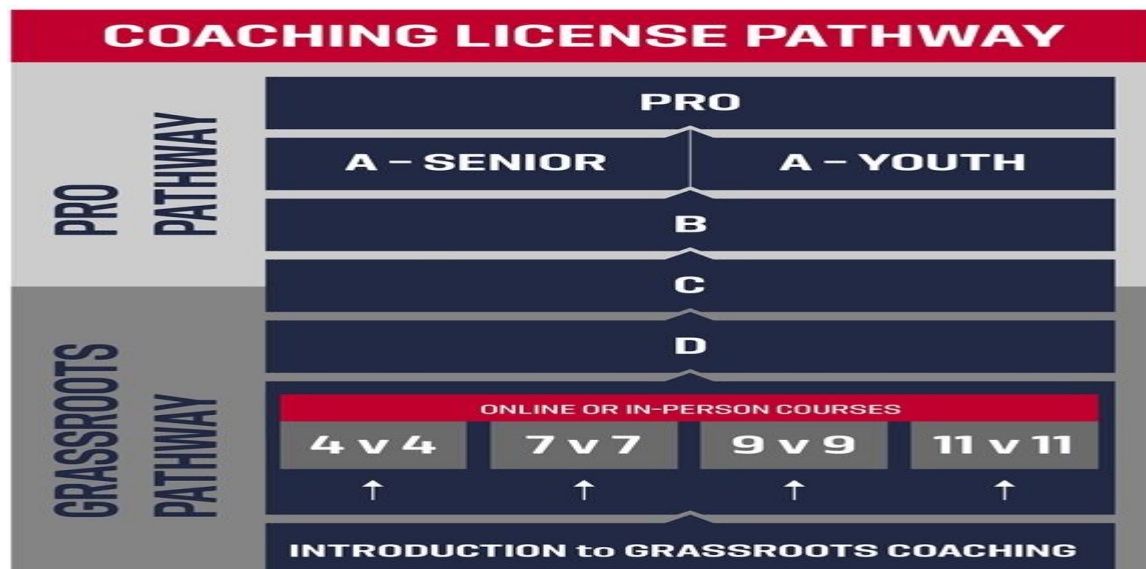 COACHING LICENSE PATHWAY
PRO
PATHWAY
PRO
A – SENIOR
A – YOUTH
B
C
GRASSROOTS
PATHWAY
D
ONLINE OR IN-PERSON COURSES
4 v 4
7 v 7
9 v 9
11 v 11
INTRODUCTION to GRASSROOTS COACHING